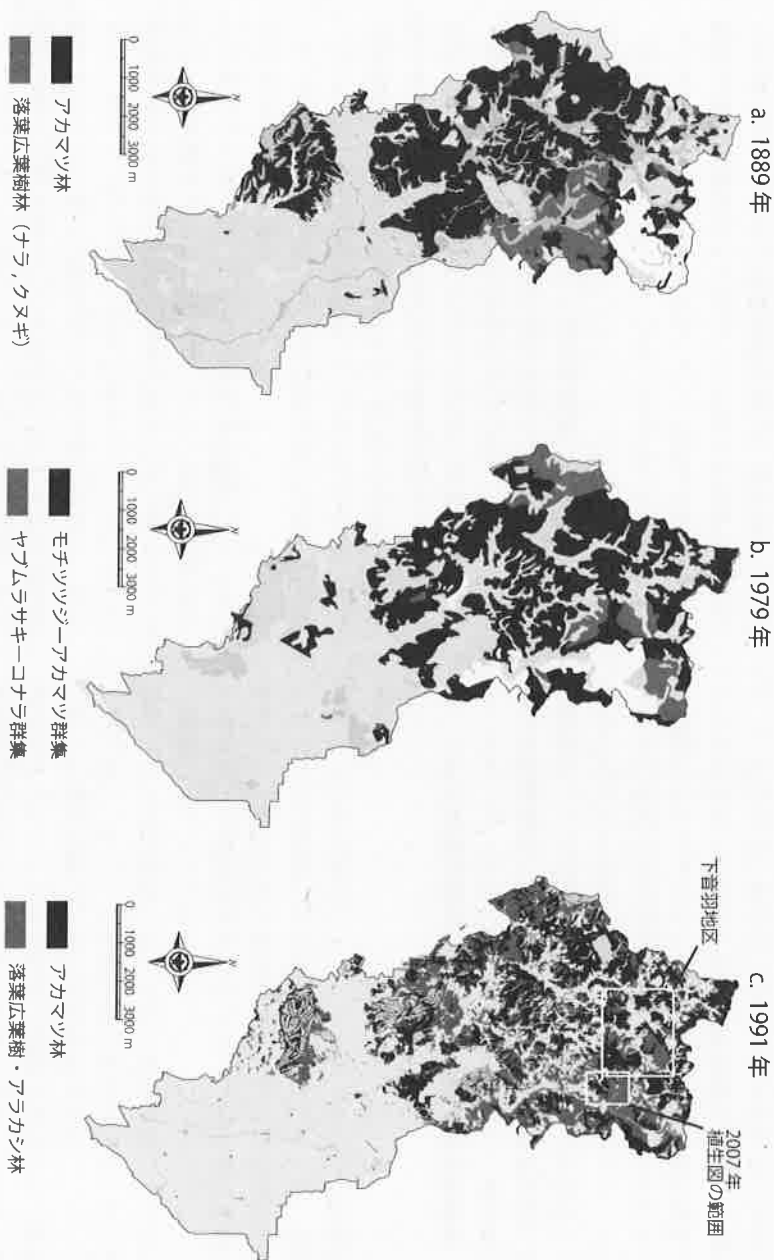 a. 1889 年
N
0
1000
2000
3000 m
アカマツ林
落葉広葉樹林（ナラ，クヌギ）
b. 1979 年
N
0
1000
2000
3000 m
モチツツジーアカマツ群集
ヤブムラサキーコナラ群集
c. 1991 年
下音羽地区
2007 年
植生図の範囲
N
0
1000
2000
3000 m
アカマツ林
落葉広葉樹・アラカシ林